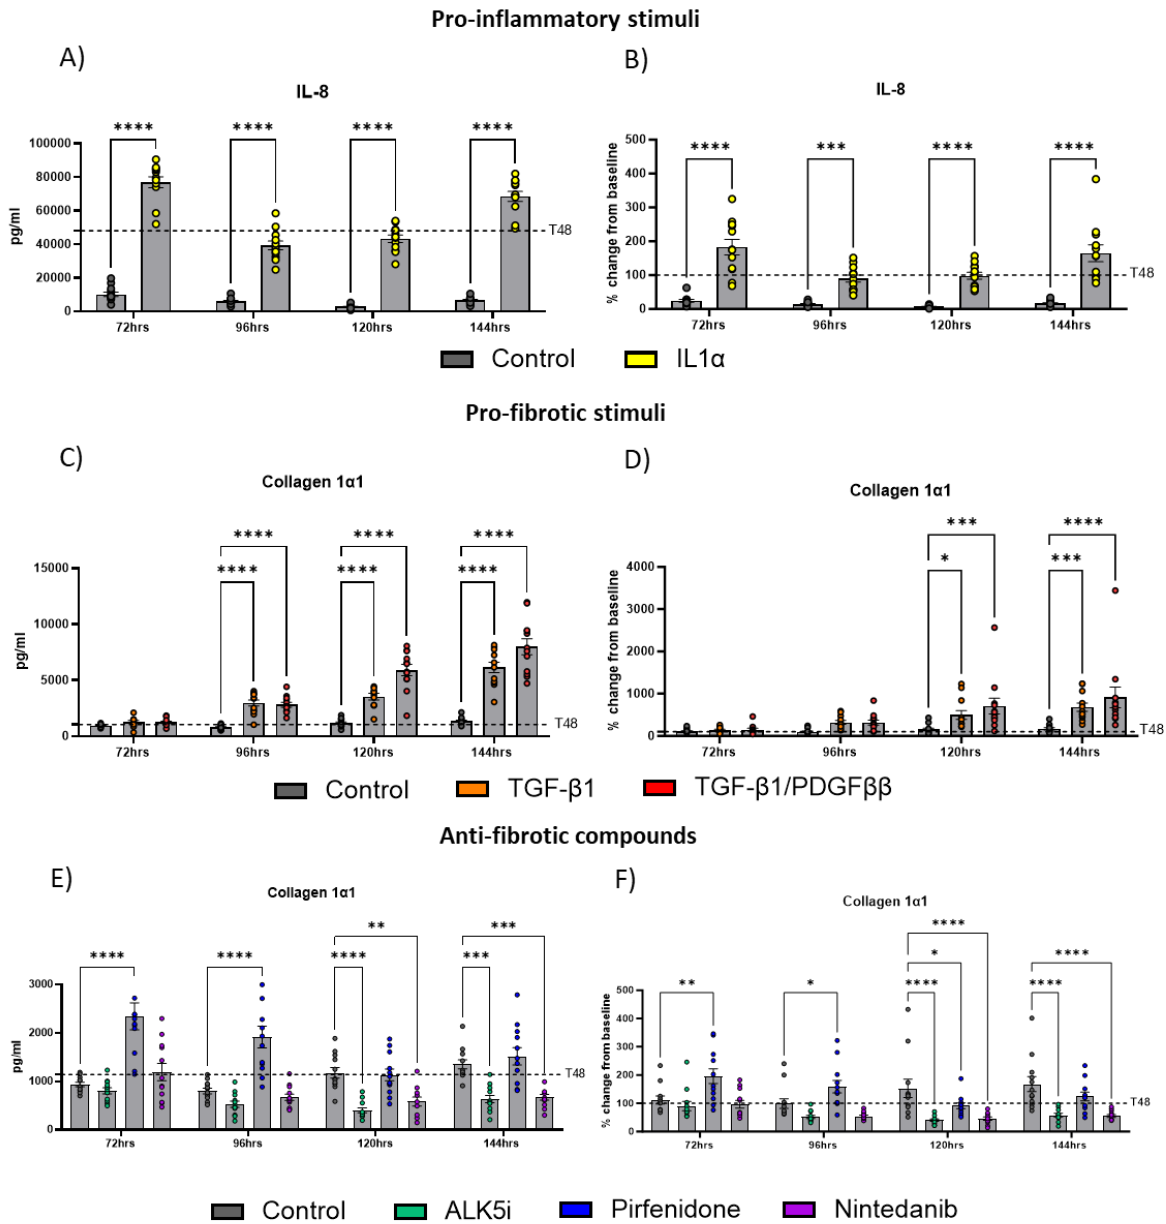 Pro-inflammatory stimuli
A)
B)
IL-8
IL-8
**** **** **** ****
**** *** **** ****
pg/ml
100000
80000
60000
40000
20000
0
T48
72hrs 96hrs 120hrs 144hrs
% change from baseline
500
400
300
200
100
0
T48
72hrs 96hrs 120hrs 144hrs
Control IL1α
Pro-fibrotic stimuli
C)
D)
Collagen 1α1
Collagen 1α1
**** **** ****
**** **** ****
pg/ml
15000
10000
5000
0
T48
72hrs 96hrs 120hrs 144hrs
*** ****
* ***
% change from baseline
4000
3000
2000
1000
0
T48
72hrs 96hrs 120hrs 144hrs
Control TGF-β1 TGF-β1/PDGFββ
Anti-fibrotic compounds
E)
F)
Collagen 1α1
Collagen 1α1
** ***
**** **** **** ***
pg/ml
3000
2000
1000
0
T48
72hrs 96hrs 120hrs 144hrs
****
* ****
** * **** ****
% change from baseline
500
400
300
200
100
0
T48
72hrs 96hrs 120hrs 144hrs
Control ALK5i Pirfenidone Nintedanib